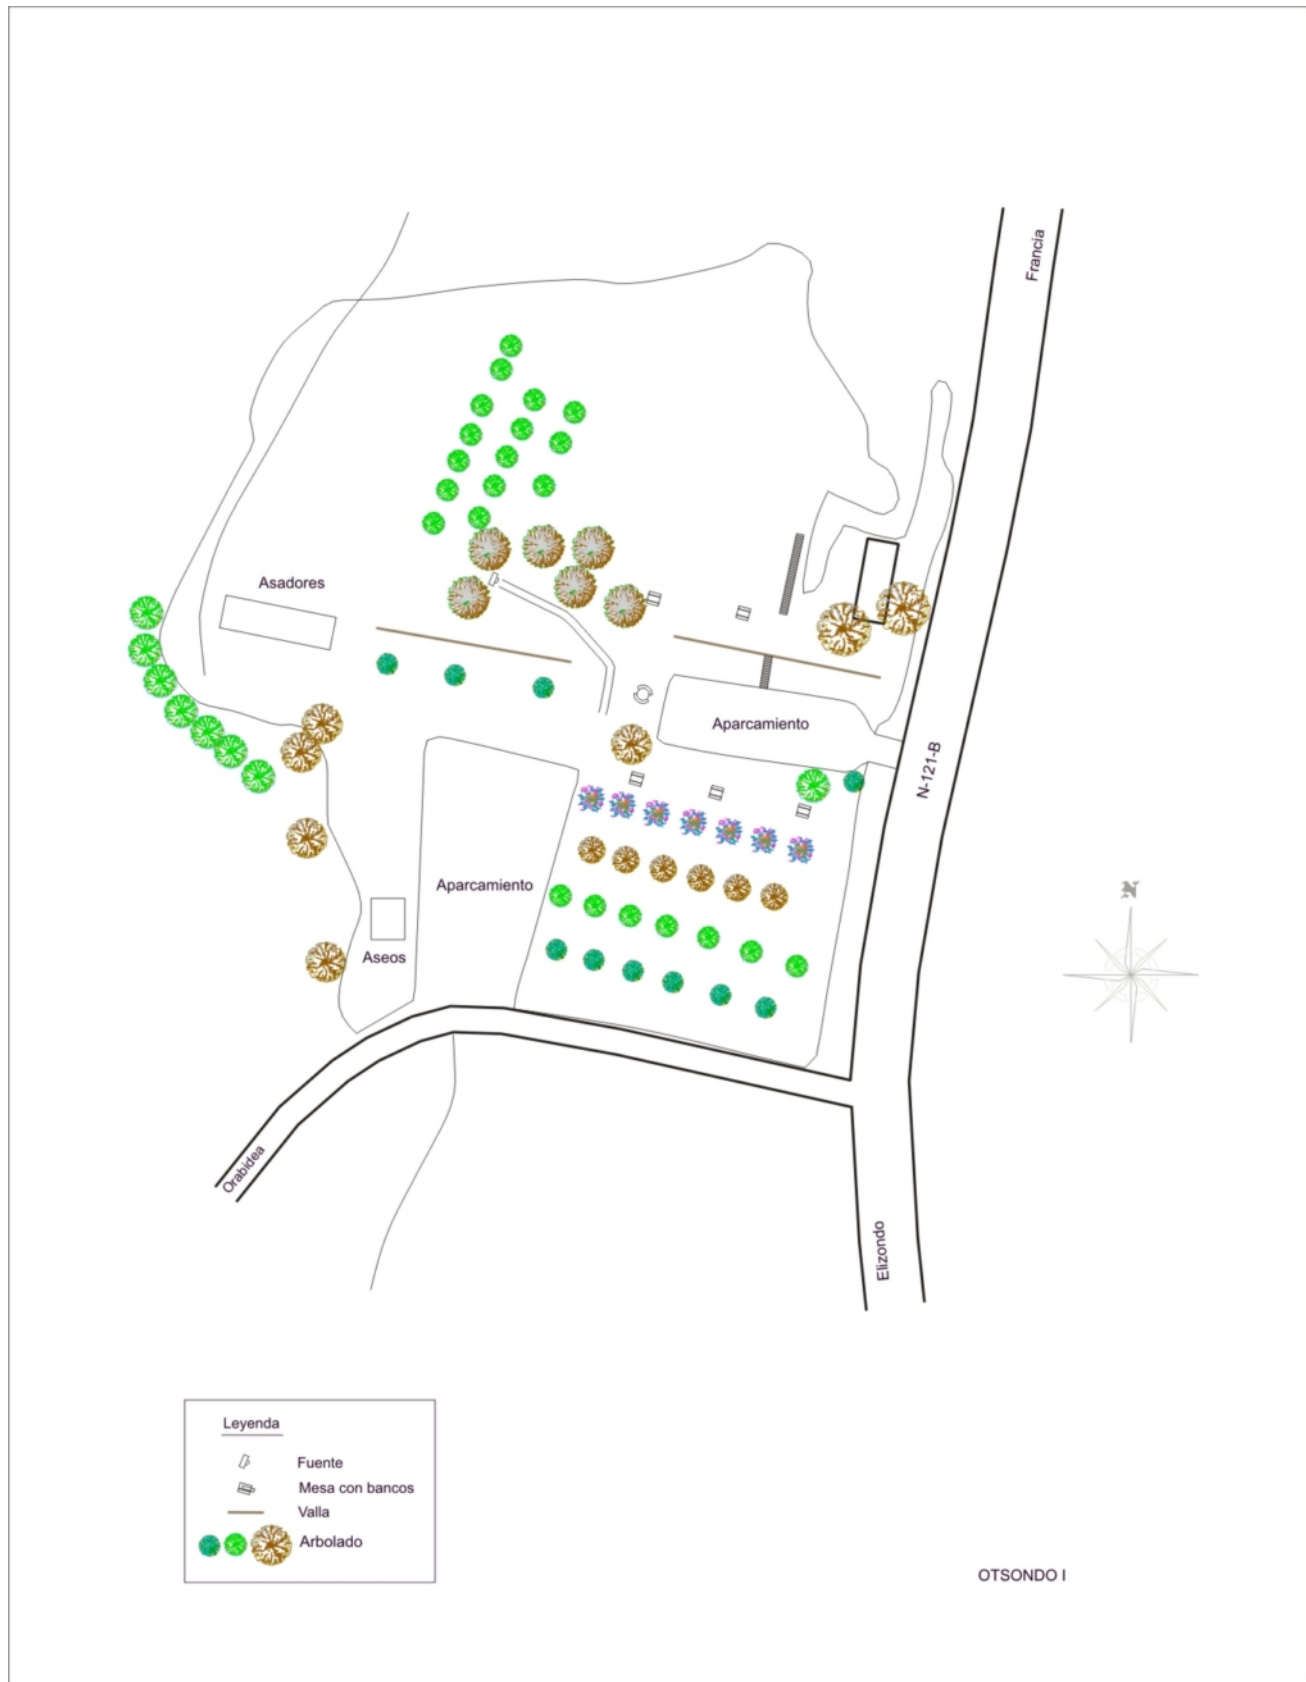 Francia
Asadores
Aparcamiento
N-121-B
Aparcamiento
Aseos
N
Orabidea
Elizondo
Leyenda
Fuente
Mesa con bancos
Valla
Arbolado
OTSONDO I